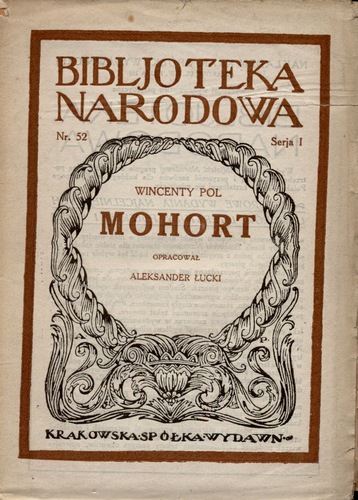 BIBLJOTEKA
NARODOWA
Nr. 52 Serja I
WINCENTY POL
MOHORT
OPRACOWAŁ
ALEKSANDER ŁUCKI
A. P.
KRAKOWSKA·SPÓŁKA·WYDAWN·